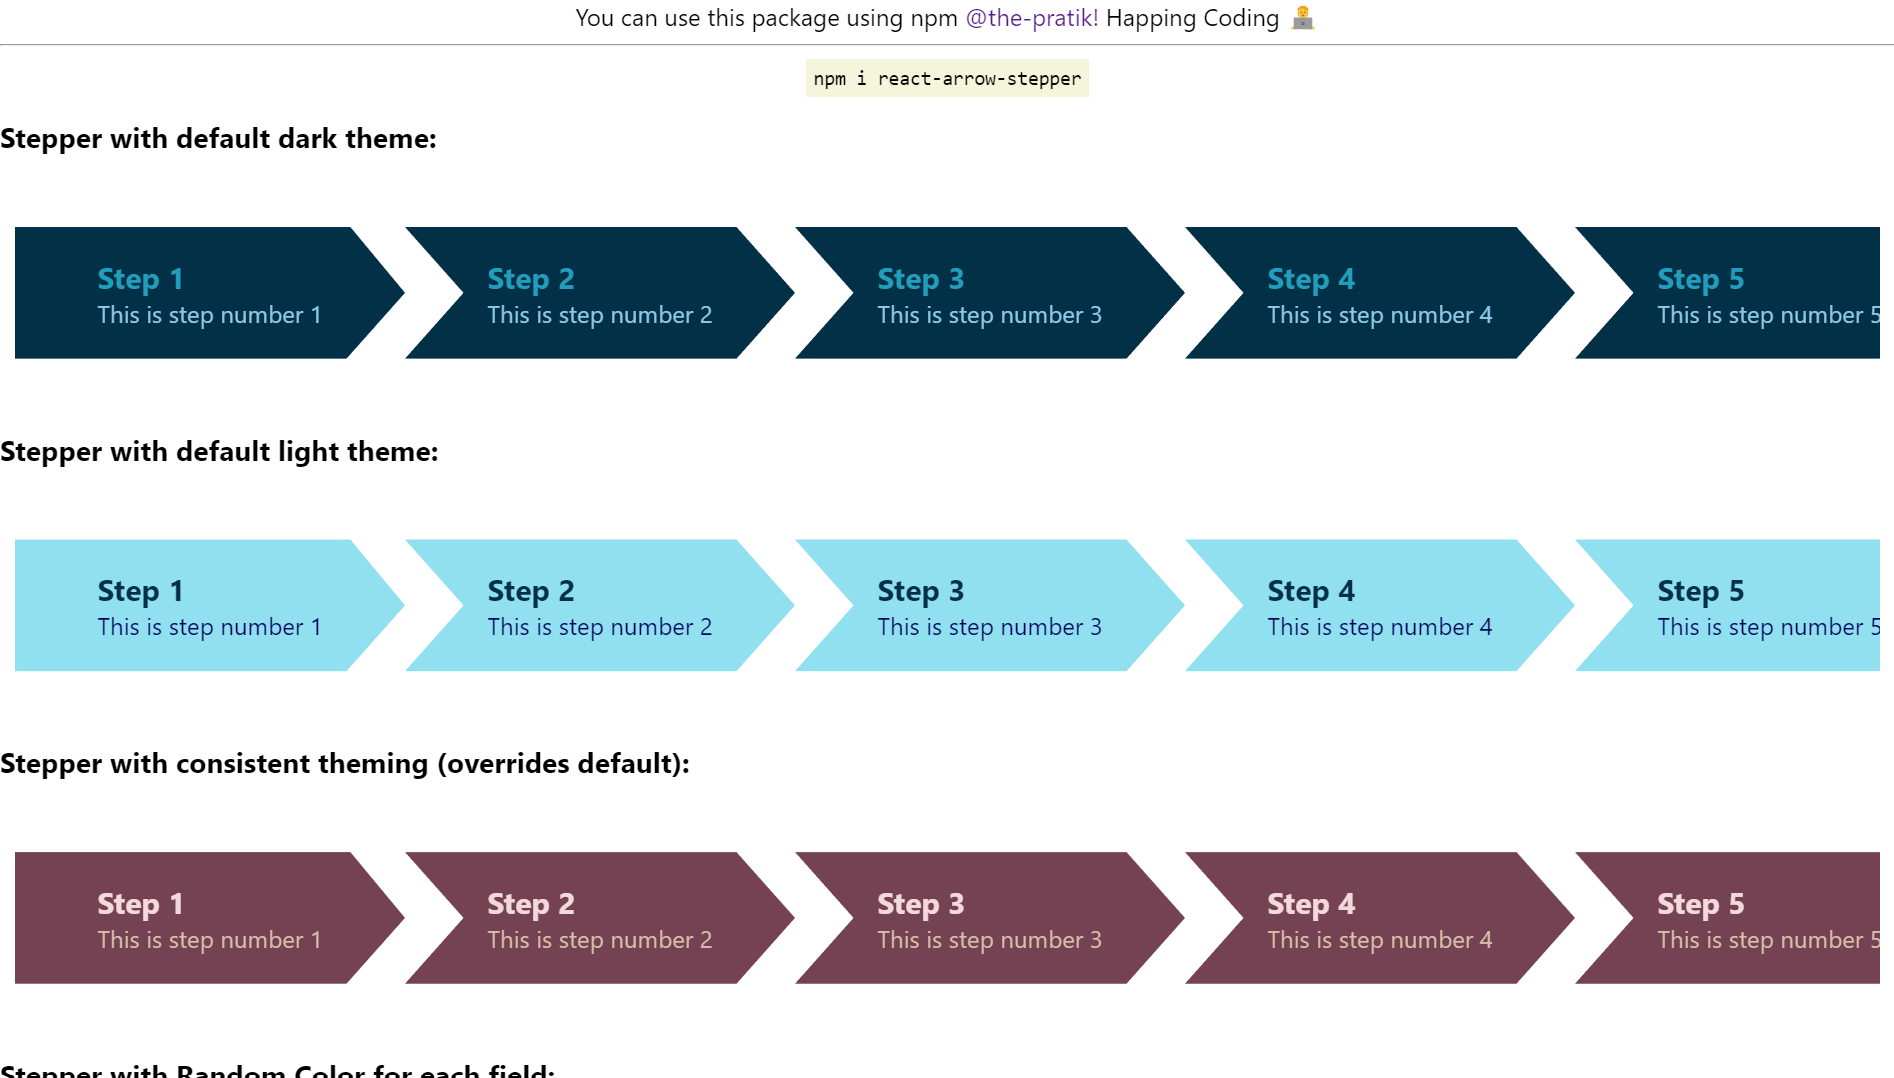 You can use this package using npm @the-pratik! Happing Coding 🧑‍💻
npm i react-arrow-stepper
Stepper with default dark theme:
Step 1 Step 2 Step 3 Step 4 Step 5
This is step number 1 This is step number 2 This is step number 3 This is step number 4 This is step number 5
Stepper with default light theme:
Step 1 Step 2 Step 3 Step 4 Step 5
This is step number 1 This is step number 2 This is step number 3 This is step number 4 This is step number 5
Stepper with consistent theming (overrides default):
Step 1 Step 2 Step 3 Step 4 Step 5
This is step number 1 This is step number 2 This is step number 3 This is step number 4 This is step number 5
Stepper with Random Color for each field: